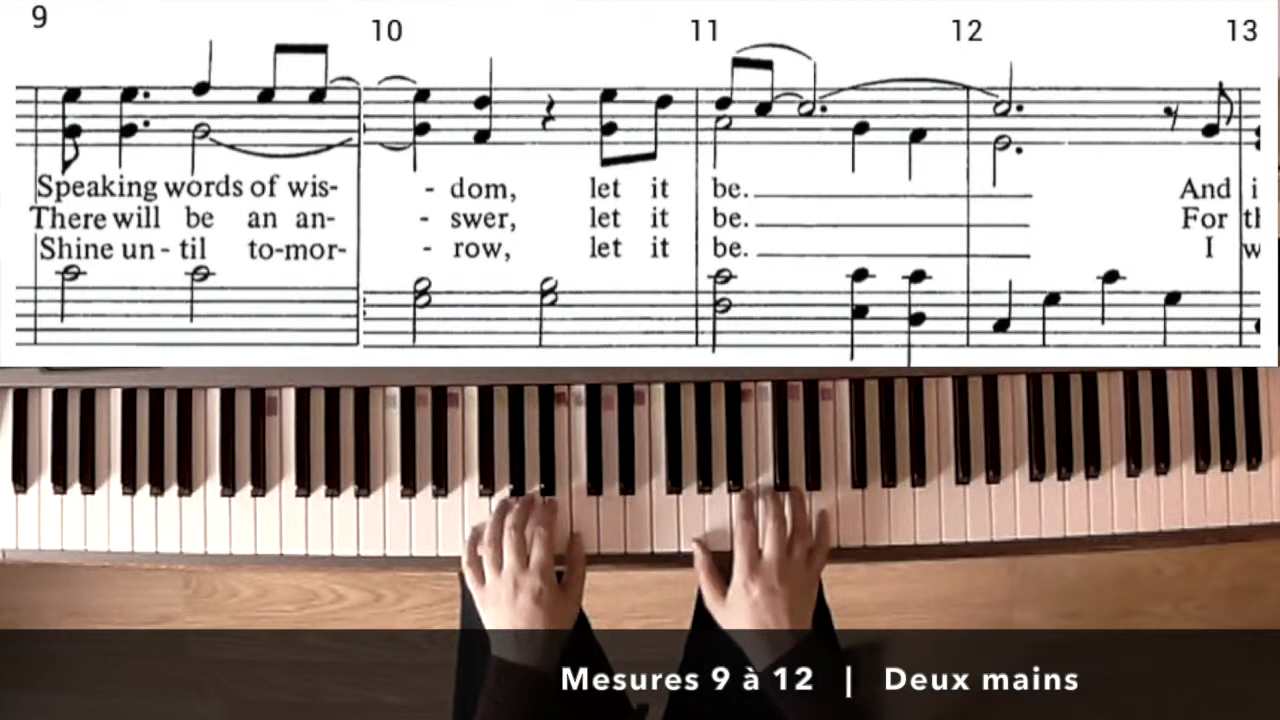 9 10 11 12 13
Speaking words of wis- - dom, let it be. And i
There will be an an- - swer, let it be. For th
Shine un - til to-mor- - row, let it be. I w
Mesures 9 à 12 | Deux mains